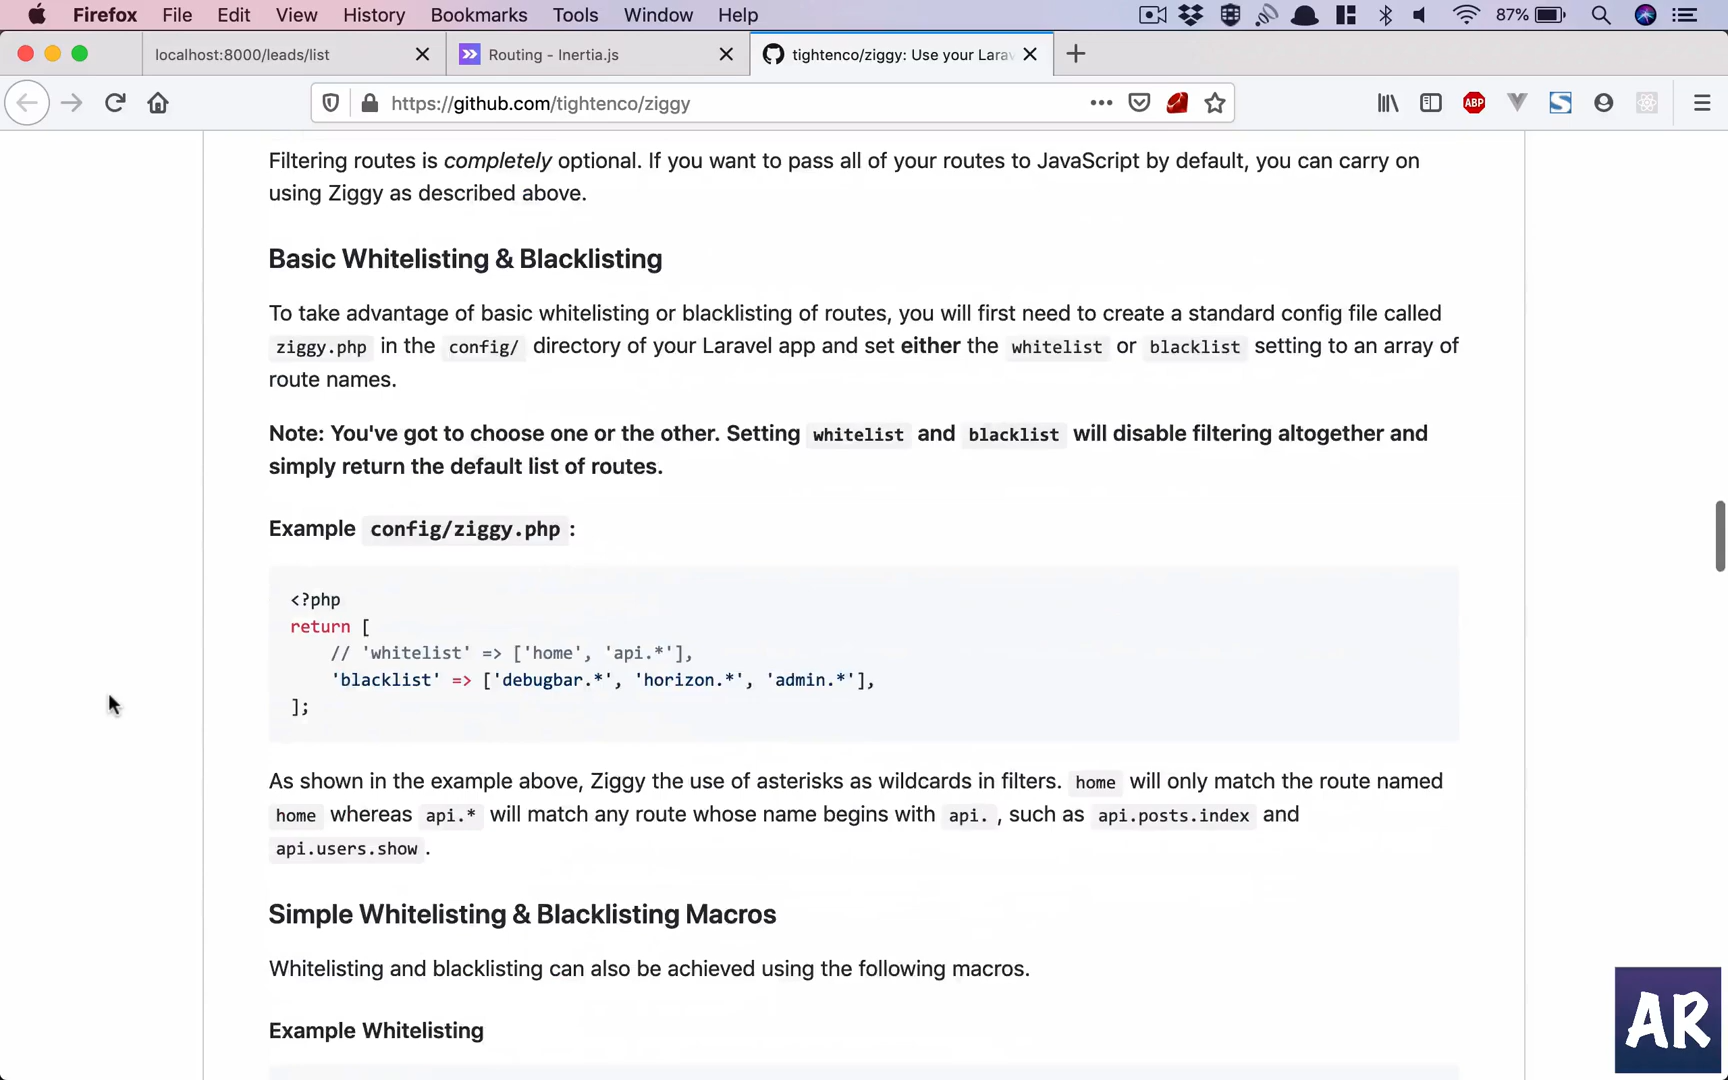 Firefox File Edit View History Bookmarks Tools Window Help 87%
localhost:8000/leads/list Routing - Inertia.js tightenco/ziggy: Use your Larav
https://github.com/tightenco/ziggy ABP
Filtering routes is completely optional. If you want to pass all of your routes to JavaScript by default, you can carry on
using Ziggy as described above.
Basic Whitelisting & Blacklisting
To take advantage of basic whitelisting or blacklisting of routes, you will first need to create a standard config file called
ziggy.php in the config/ directory of your Laravel app and set either the whitelist or blacklist setting to an array of
route names.
Note: You've got to choose one or the other. Setting whitelist and blacklist will disable filtering altogether and
simply return the default list of routes.
Example config/ziggy.php :
<?php
return [
// 'whitelist' => ['home', 'api.*'],
'blacklist' => ['debugbar.*', 'horizon.*', 'admin.*'],
];
As shown in the example above, Ziggy the use of asterisks as wildcards in filters. home will only match the route named
home whereas api.* will match any route whose name begins with api. , such as api.posts.index and
api.users.show .
Simple Whitelisting & Blacklisting Macros
Whitelisting and blacklisting can also be achieved using the following macros.
Example Whitelisting
AR